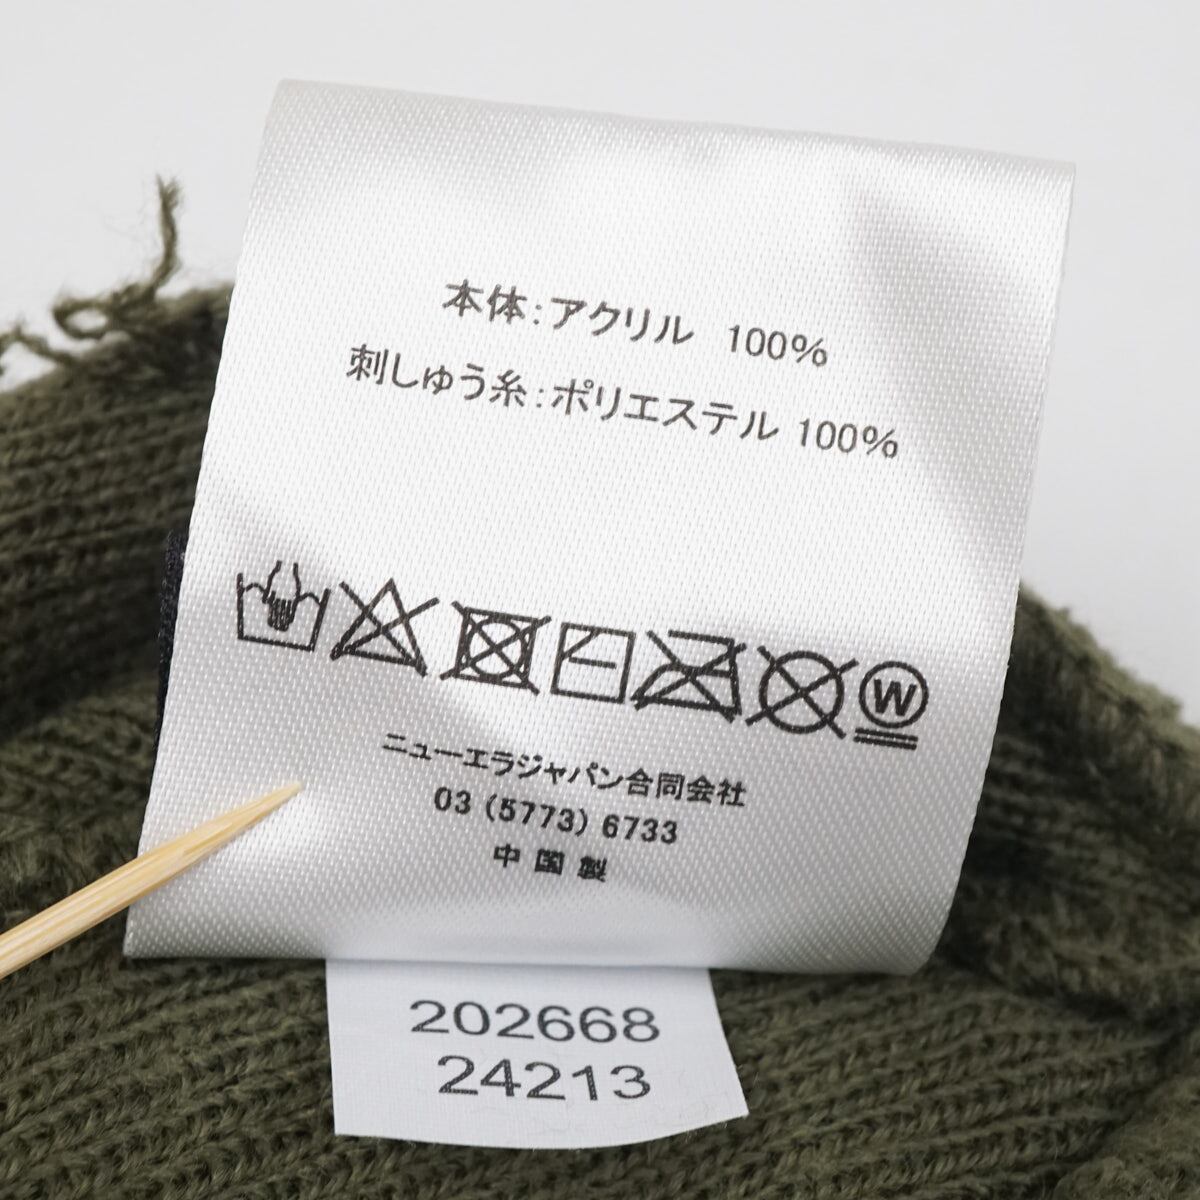 本体:アクリル 100%
刺しゅう糸:ポリエステル 100%
W
ニューエラジャパン合同会社
03 (5773) 6733
中国製
202668
24213